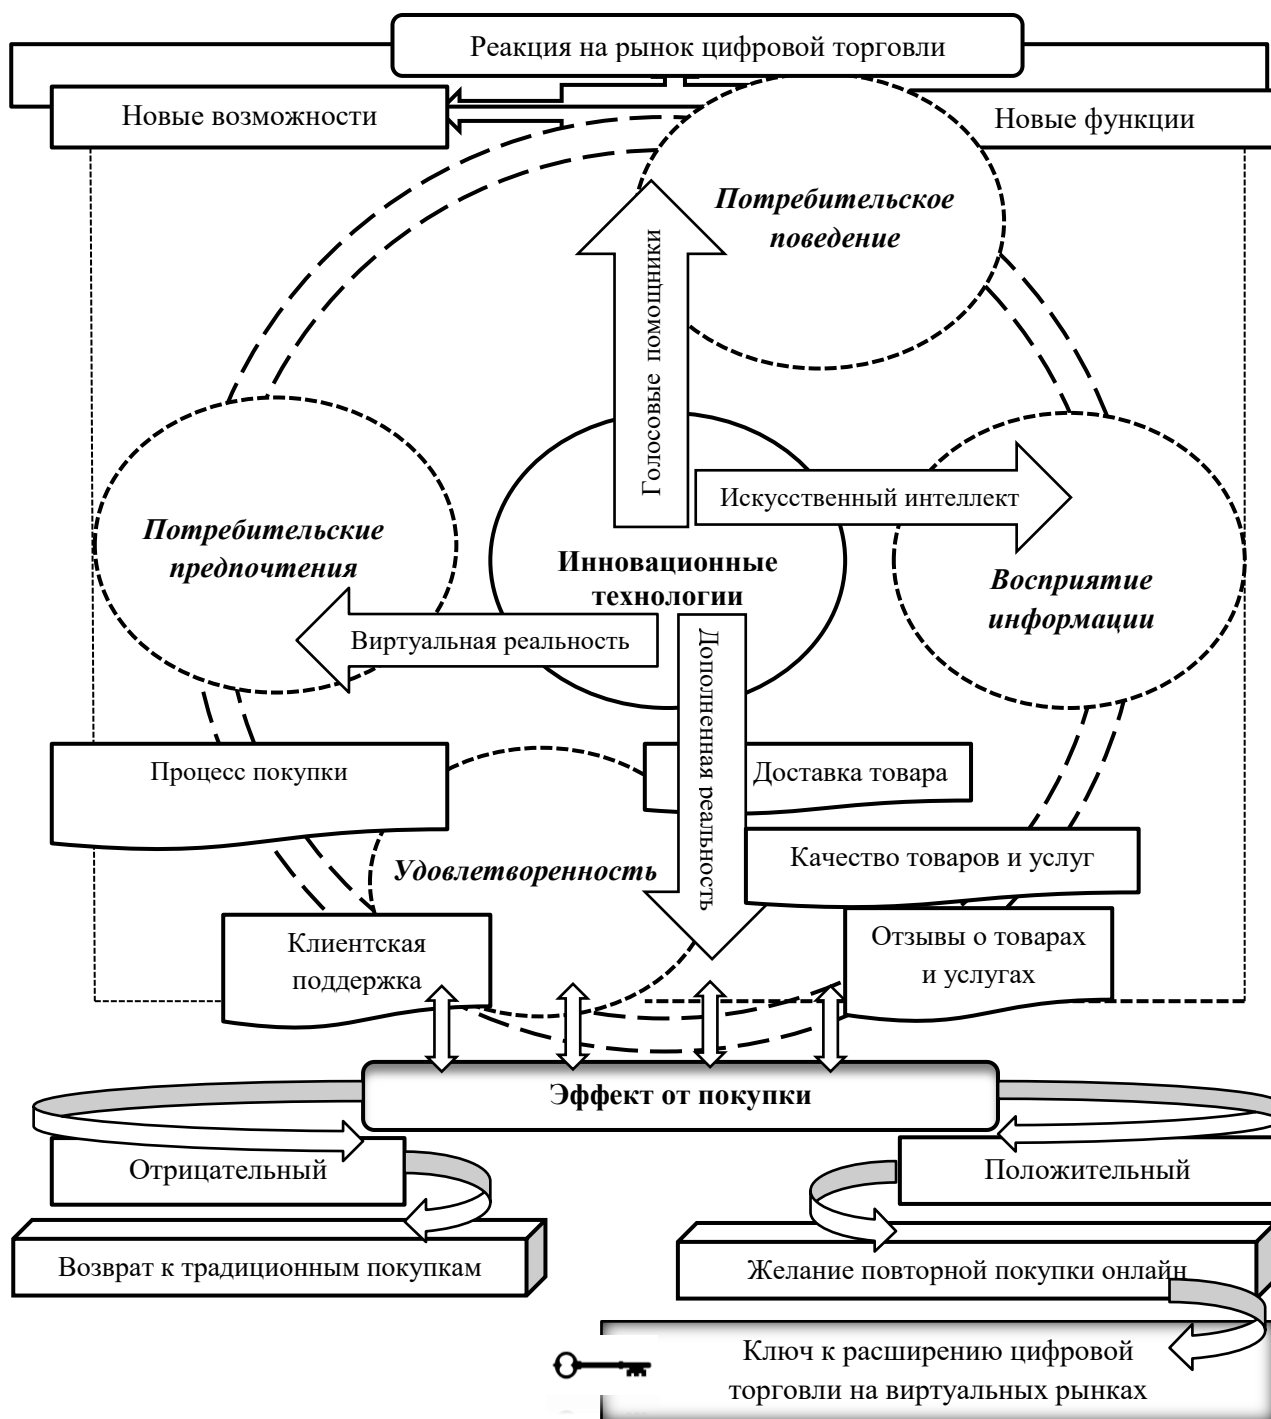 Реакция на рынок цифровой торговли
Новые возможности
Новые функции
Потребительское
поведение
Голосовые помощники
Искусственный интеллект
Потребительские
предпочтения
Инновационные
технологии
Восприятие
информации
Виртуальная реальность
Дополненная реальность
Процесс покупки
Доставка товара
Удовлетворенность
Качество товаров и услуг
Клиентская
поддержка
Отзывы о товарах
и услугах
Эффект от покупки
Отрицательный
Положительный
Возврат к традиционным покупкам
Желание повторной покупки онлайн
Ключ к расширению цифровой
торговли на виртуальных рынках